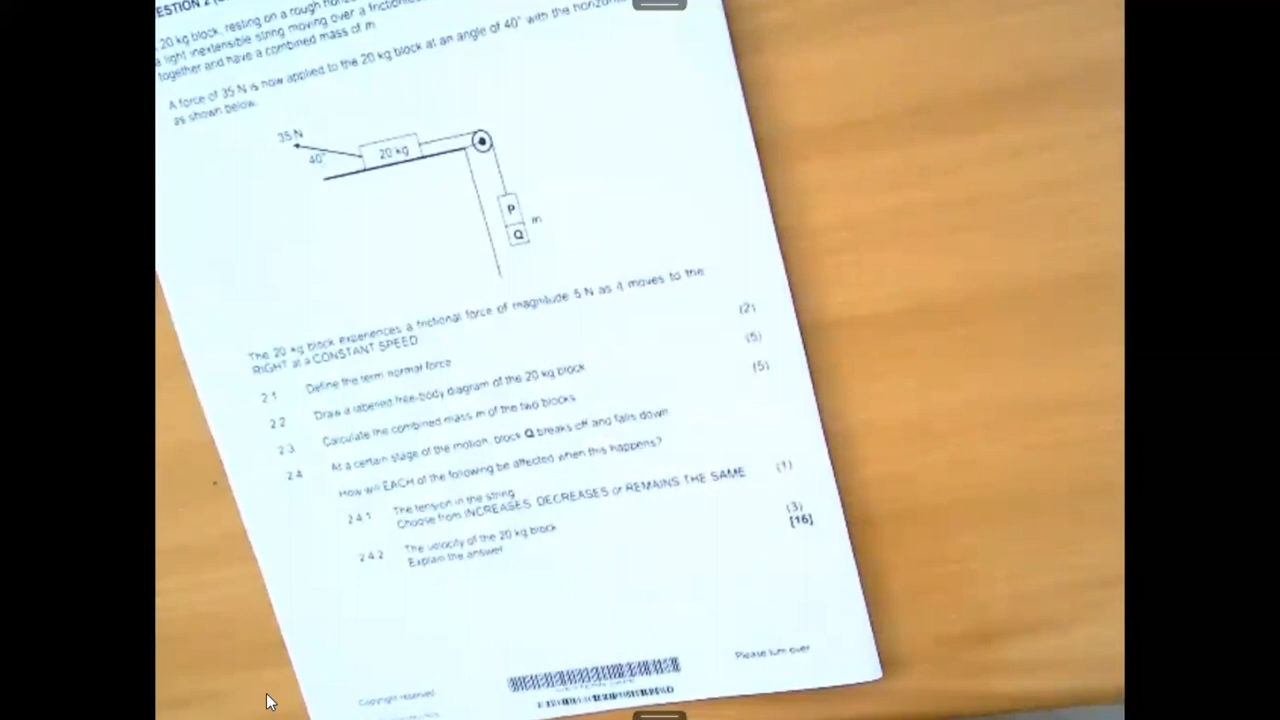 20 kg block, resting on a rough
a light inextensible string moving over a
together and have a combined mass of m
A force of 35 N is now applied to the 20 kg block at an angle of 40° with the
as shown below.
35 N
40°
20 kg
P
m
Q
The 20 kg block experiences a frictional force of magnitude 5 N as it moves to the
RIGHT at a CONSTANT SPEED
2.1 Define the term normal force (2)
2.2 Draw a labelled free-body diagram of the 20 kg block (5)
2.3 Calculate the combined mass m of the two blocks (5)
2.4 At a certain stage of the motion, block Q breaks off and falls down
How will EACH of the following be affected when this happens?
2.4.1 The tension in the string
Choose from INCREASES, DECREASES or REMAINS THE SAME (1)
2.4.2 The velocity of the 20 kg block
Explain the answer (3)
[16]
Copyright reserved
Please turn over